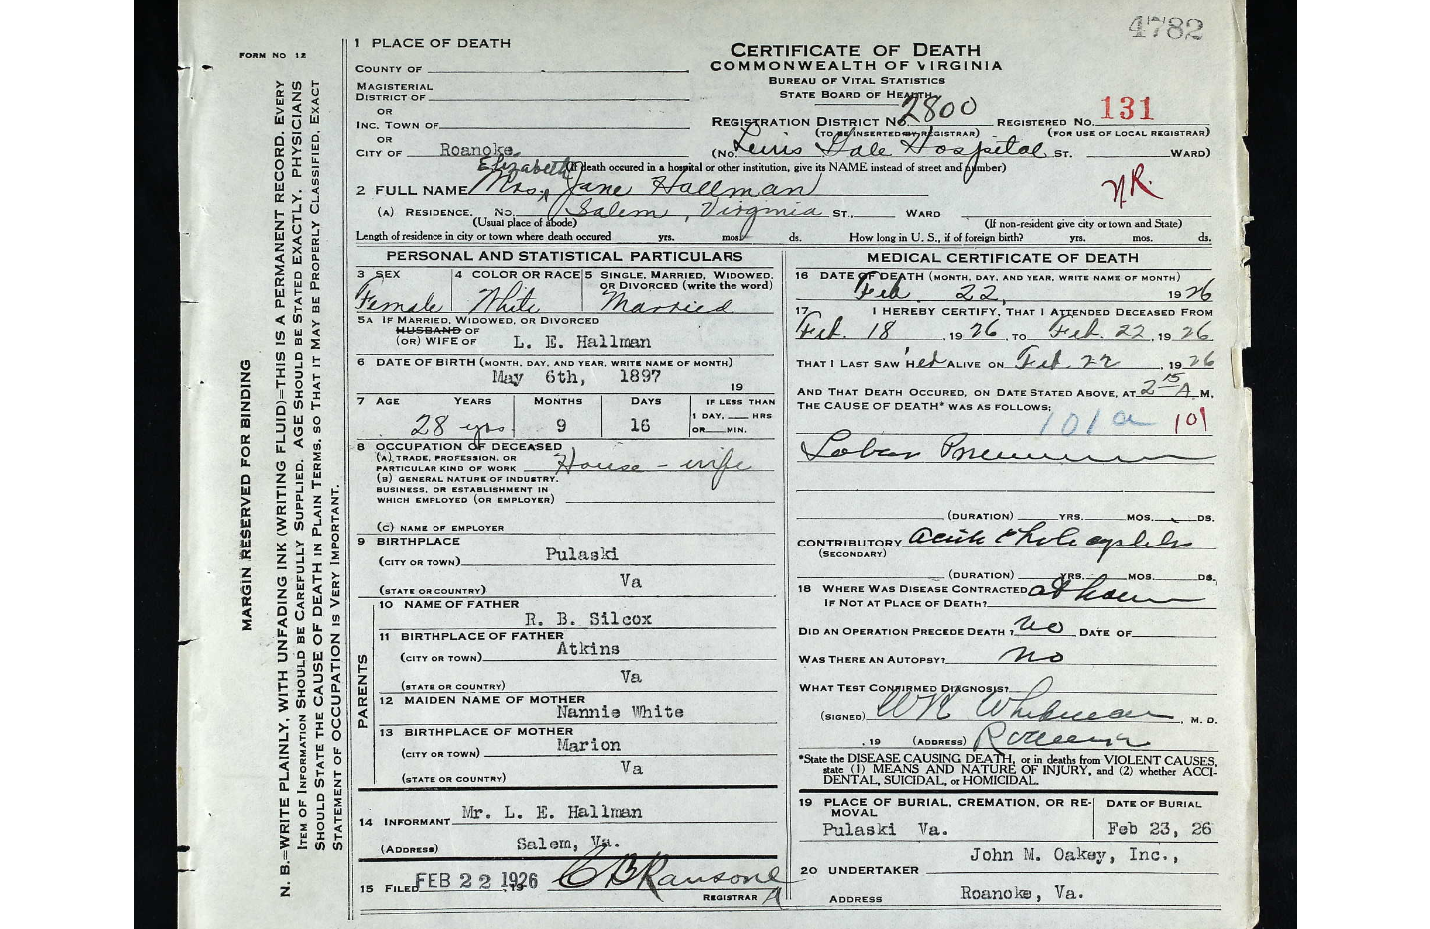 4782
FORM NO 12
MARGIN RESERVED FOR BINDING
N. B.=WRITE PLAINLY, WITH UNFADING INK (WRITING FLUID)=THIS IS A PERMANENT RECORD. EVERY
ITEM OF INFORMATION SHOULD BE CAREFULLY SUPPLIED. AGE SHOULD BE STATED EXACTLY. PHYSICIANS
SHOULD STATE THE CAUSE OF DEATH IN PLAIN TERMS, SO THAT IT MAY BE PROPERLY CLASSIFIED. EXACT
STATEMENT OF OCCUPATION IS VERY IMPORTANT.
1 PLACE OF DEATH
COUNTY OF
MAGISTERIAL
DISTRICT OF
OR
INC. TOWN OF
OR
CITY OF Roanoke
CERTIFICATE OF DEATH
COMMONWEALTH OF VIRGINIA
BUREAU OF VITAL STATISTICS
STATE BOARD OF HEALTH
REGISTRATION DISTRICT NO. 2800 REGISTERED NO. 131
(TO BE INSERTED BY REGISTRAR) (FOR USE OF LOCAL REGISTRAR)
(No. Lewis Gale Hospital ST. WARD)
(If death occured in a hospital or other institution, give its NAME instead of street and number)
Elizabeth
2 FULL NAME Mrs. Jane Hallman
N.R.
(A) RESIDENCE. No. Salem, Virginia ST., WARD
(Usual place of abode) (If non-resident give city or town and State)
Length of residence in city or town where death occured yrs. mos. ds. How long in U. S., if of foreign birth? yrs. mos. ds.
PERSONAL AND STATISTICAL PARTICULARS
3 SEX 4 COLOR OR RACE 5 SINGLE, MARRIED, WIDOWED,
OR DIVORCED (write the word)
Female White Married
5A IF MARRIED, WIDOWED, OR DIVORCED
HUSBAND OF
(OR) WIFE OF L. E. Hallman
6 DATE OF BIRTH (MONTH, DAY, AND YEAR, WRITE NAME OF MONTH)
May 6th, 1897 19
7 AGE YEARS MONTHS DAYS IF LESS THAN
1 DAY, HRS
OR MIN.
28 yrs 9 16
8 OCCUPATION OF DECEASED
(A) TRADE, PROFESSION, OR
PARTICULAR KIND OF WORK House-wife
(B) GENERAL NATURE OF INDUSTRY,
BUSINESS, OR ESTABLISHMENT IN
WHICH EMPLOYED (OR EMPLOYER)
(C) NAME OF EMPLOYER
9 BIRTHPLACE
(CITY OR TOWN) Pulaski
(STATE OR COUNTRY) Va
PARENTS
10 NAME OF FATHER
R. B. Silcox
11 BIRTHPLACE OF FATHER
(CITY OR TOWN) Atkins
(STATE OR COUNTRY) Va
12 MAIDEN NAME OF MOTHER
Nannie White
13 BIRTHPLACE OF MOTHER
(CITY OR TOWN) Marion
(STATE OR COUNTRY) Va
14 INFORMANT Mr. L. E. Hallman
(Address) Salem, Va.
15 FILED FEB 22 1926 19 CB Ransone
REGISTRAR
MEDICAL CERTIFICATE OF DEATH
16 DATE OF DEATH (MONTH, DAY, AND YEAR, WRITE NAME OF MONTH)
Feb 22, 1926
17 I HEREBY CERTIFY, THAT I ATTENDED DECEASED FROM
Feb. 18, 1926, TO Feb. 22, 1926
THAT I LAST SAW HER ALIVE ON Feb. 22, 1926
AND THAT DEATH OCCURED, ON DATE STATED ABOVE, AT 2 15 A M.
THE CAUSE OF DEATH* WAS AS FOLLOWS:
101a 101
Lobar Pneumonia
(DURATION) YRS. MOS. DS.
CONTRIBUTORY Acute Cholecystitis
(SECONDARY)
(DURATION) YRS. MOS. DS.
18 WHERE WAS DISEASE CONTRACTED at home
IF NOT AT PLACE OF DEATH?
DID AN OPERATION PRECEDE DEATH? No DATE OF
WAS THERE AN AUTOPSY? No
WHAT TEST CONFIRMED DIAGNOSIS?
(SIGNED) , M. D.
, 19 (ADDRESS) Roanoke
*State the DISEASE CAUSING DEATH, or in deaths from VIOLENT CAUSES,
state (1) MEANS AND NATURE OF INJURY, and (2) whether ACCI-
DENTAL, SUICIDAL, or HOMICIDAL.
19 PLACE OF BURIAL, CREMATION, OR RE-
MOVAL DATE OF BURIAL
Pulaski Va. Feb 23, 26
20 UNDERTAKER John M. Oakey, Inc.,
ADDRESS Roanoke, Va.